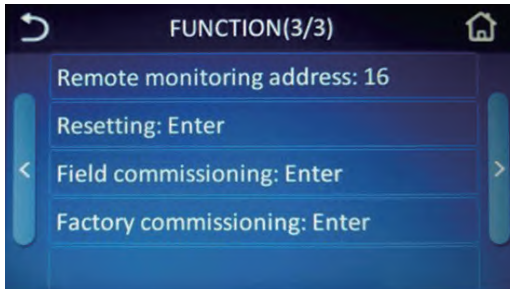 FUNCTION(3/3)
Remote monitoring address: 16
Resetting: Enter
Field commissioning: Enter
Factory commissioning: Enter